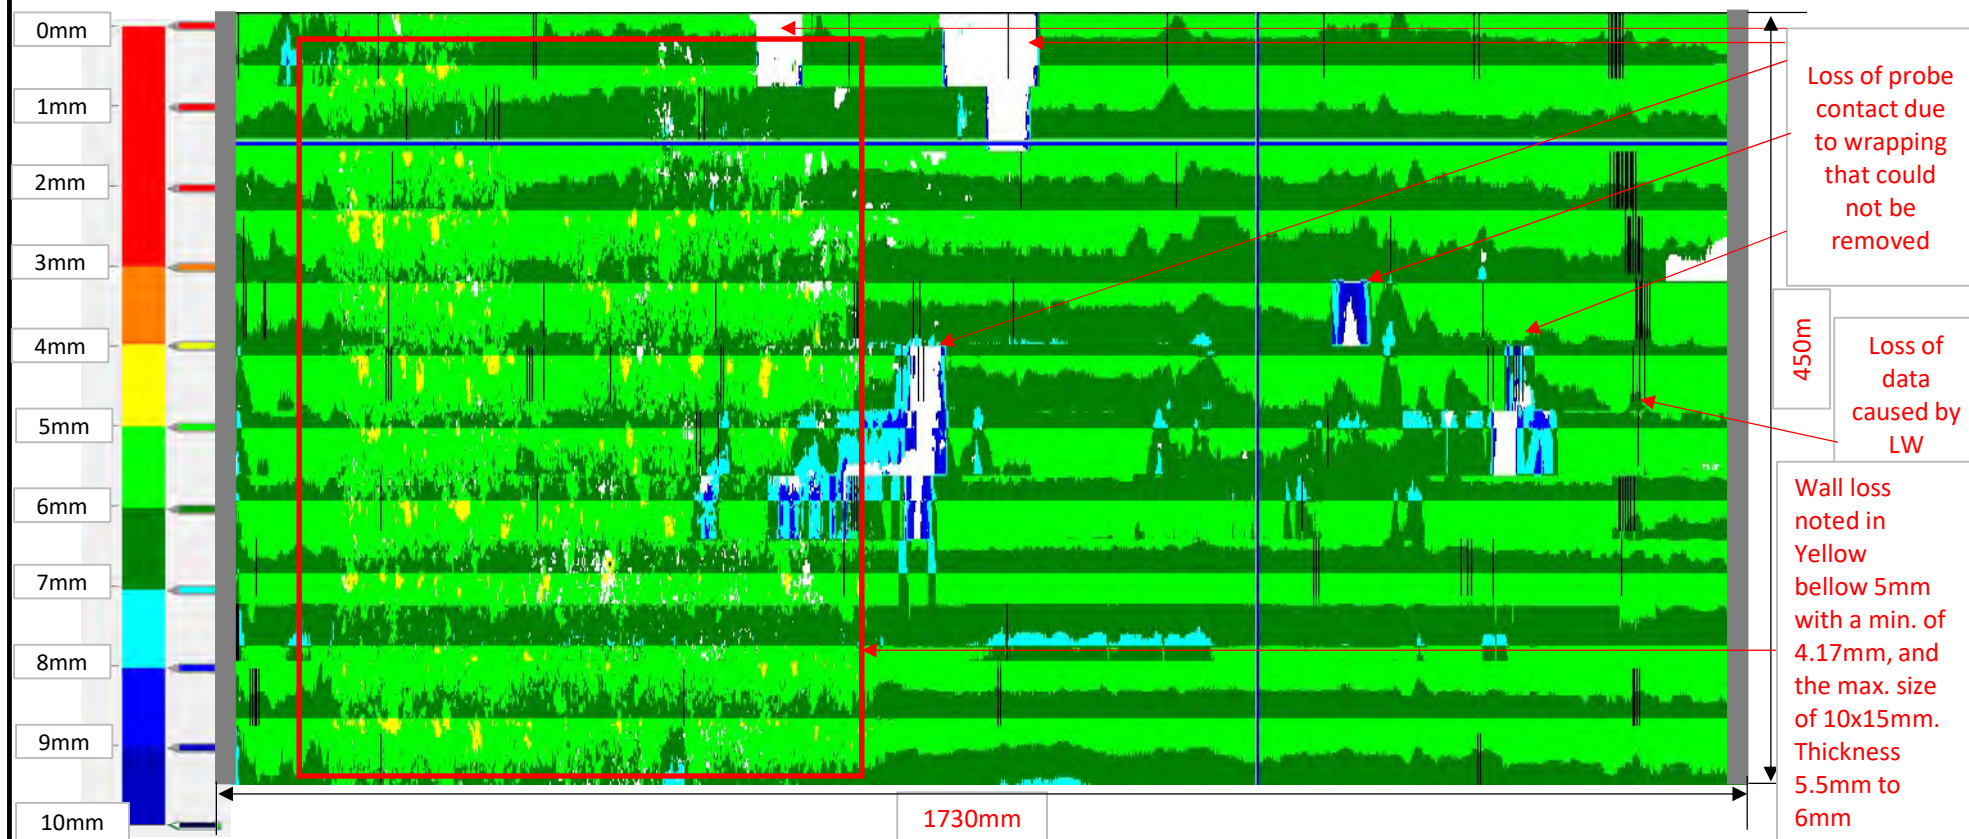 0mm
1mm
2mm
3mm
4mm
5mm
6mm
7mm
8mm
9mm
10mm
Loss of probe
contact due
to wrapping
that could
not be
removed
450m
Loss of
data
caused by
LW
Wall loss
noted in
Yellow
bellow 5mm
with a min. of
4.17mm, and
the max. size
of 10x15mm.
Thickness
5.5mm to
6mm
1730mm